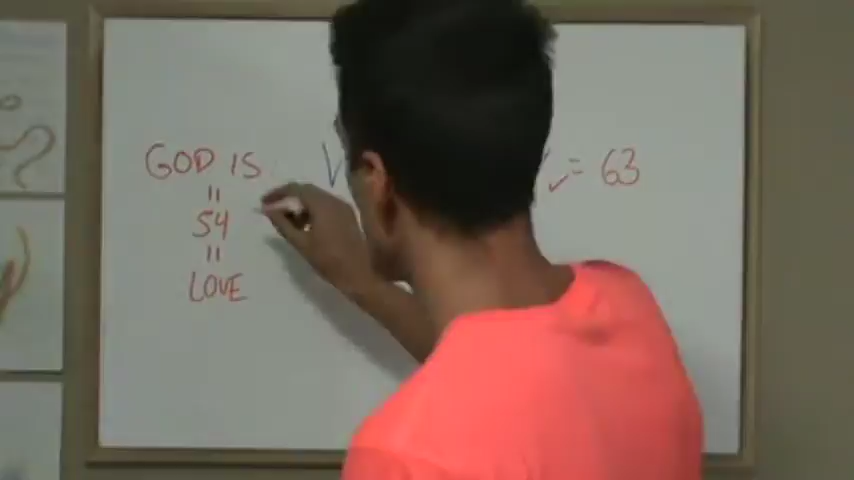 GOD IS V = 63
=
54
=
LOVE